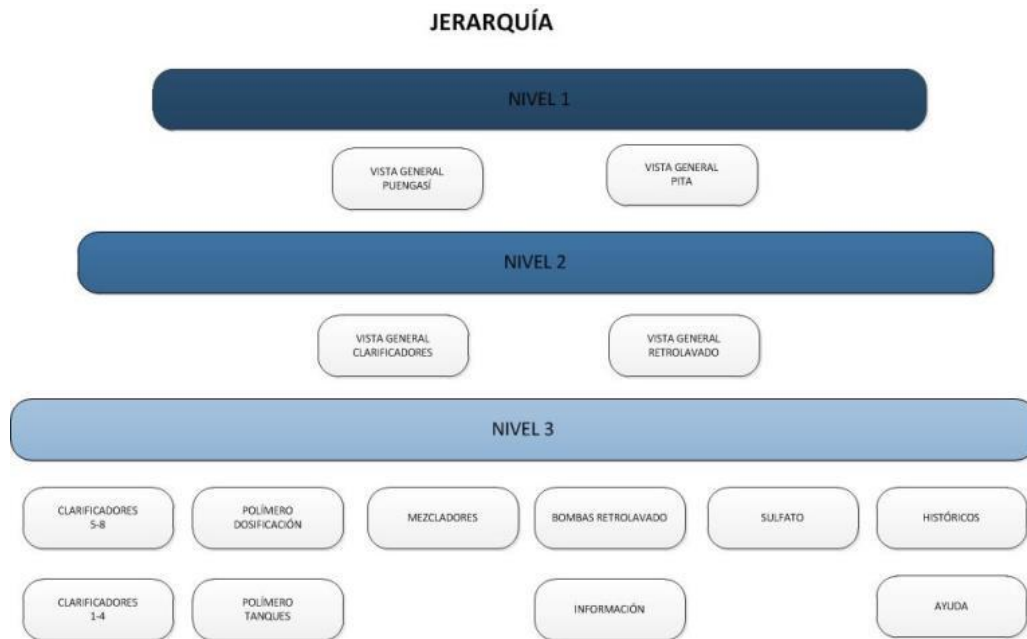 JERARQUÍA
NIVEL 1
VISTA GENERAL
PUENGASÍ
VISTA GENERAL
PITA
NIVEL 2
VISTA GENERAL
CLARIFICADORES
VISTA GENERAL
RETROLAVADO
NIVEL 3
CLARIFICADORES
5-8
POLÍMERO
DOSIFICACIÓN
MEZCLADORES
BOMBAS RETROLAVADO
SULFATO
HISTÓRICOS
CLARIFICADORES
1-4
POLÍMERO
TANQUES
INFORMACIÓN
AYUDA